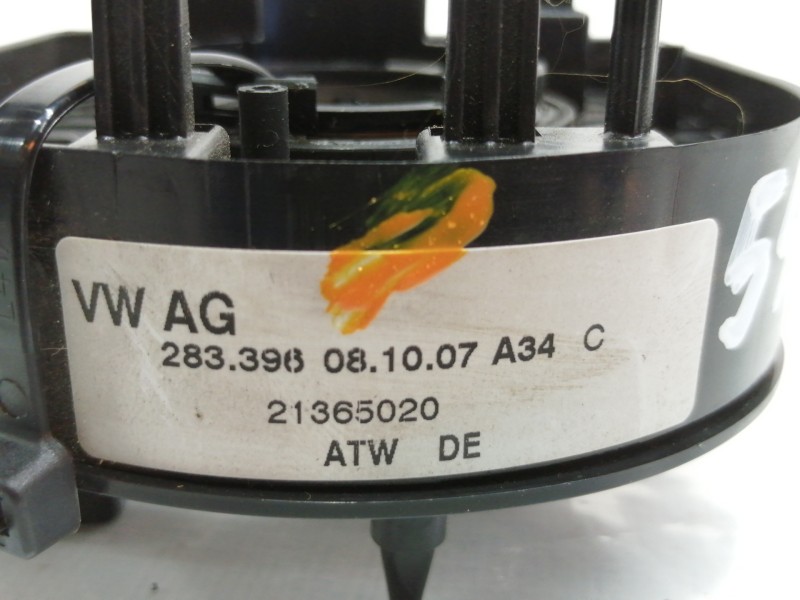 VW AG
283.396 08.10.07 A34 C
21365020
ATW DE